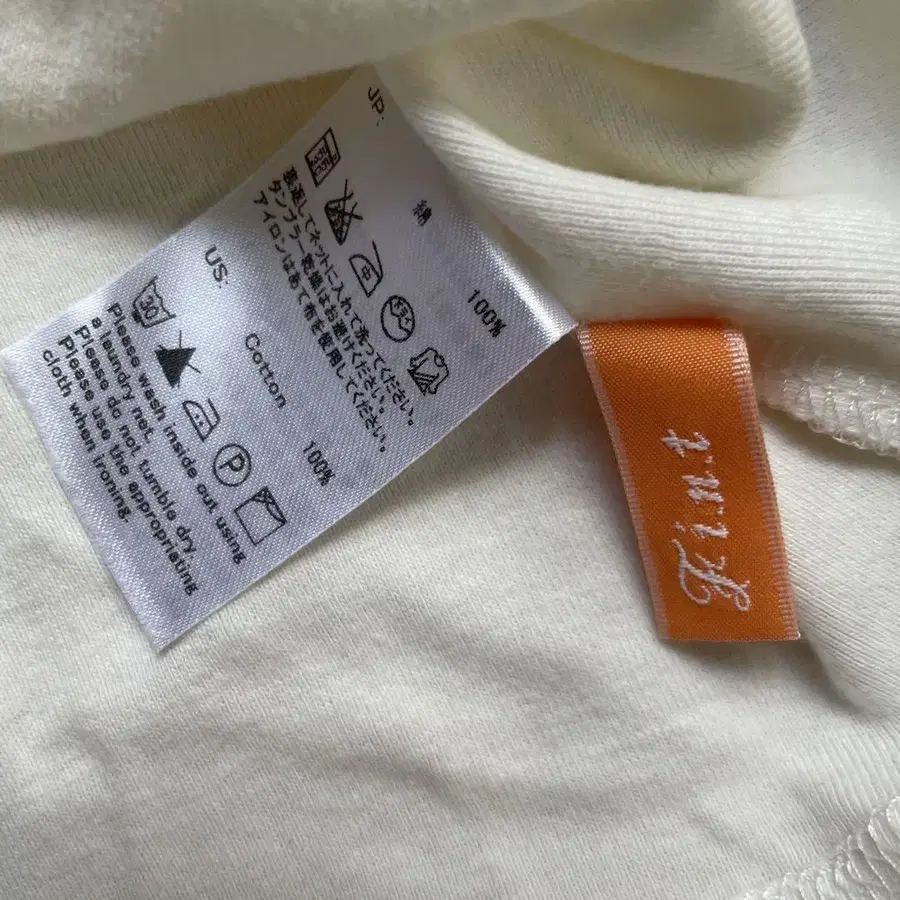 JP:
綿 100%
裏返してネットに入れて洗ってください。
タンブラー乾燥はお避けください。
アイロンはあて布を使用してください。
US:
Cotton 100%
30
P
Please wash inside out using
a laundry net.
Please do not tumble dry.
Please use the appropriating
cloth when ironing.
F.i.n.t